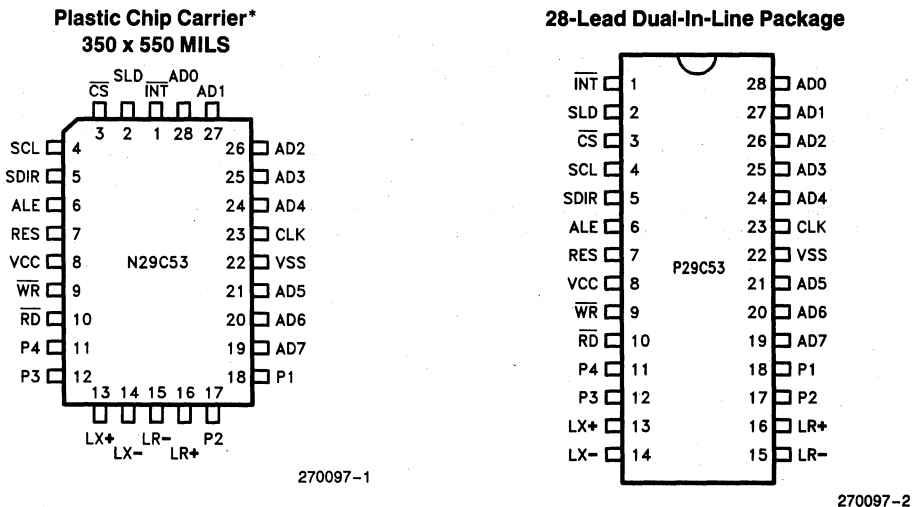 Plastic Chip Carrier*
350 x 550 MILS
SLD AD0
CS INT AD1
3 2 1 28 27
SCL 4 26 AD2
SDIR 5 25 AD3
ALE 6 24 AD4
RES 7 23 CLK
VCC 8 N29C53 22 VSS
WR 9 21 AD5
RD 10 20 AD6
P4 11 19 AD7
P3 12 18 P1
13 14 15 16 17
LX+ LR- P2
LX- LR+
270097-1
28-Lead Dual-In-Line Package
INT 1 28 AD0
SLD 2 27 AD1
CS 3 26 AD2
SCL 4 25 AD3
SDIR 5 24 AD4
ALE 6 23 CLK
RES 7 22 VSS
P29C53
VCC 8 21 AD5
WR 9 20 AD6
RD 10 19 AD7
P4 11 18 P1
P3 12 17 P2
LX+ 13 16 LR+
LX- 14 15 LR-
270097-2